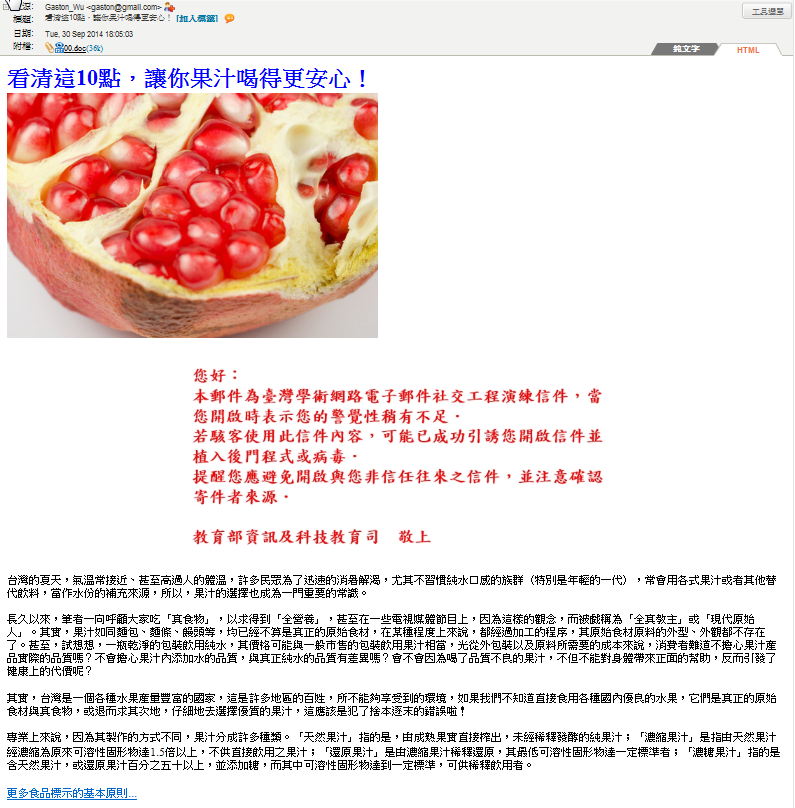 來源: Gaston_Wu <gaston@gmail.com>
工具選單
標題: 看清這10點，讓你果汁喝得更安心！ [加入標籤]
日期: Tue, 30 Sep 2014 18:05:03
附檔: 00.doc(36k)
純文字 HTML
看清這10點，讓你果汁喝得更安心！
您好：
本郵件為臺灣學術網路電子郵件社交工程演練信件，當
您開啟時表示您的警覺性稍有不足．
若駭客使用此信件內容，可能已成功引誘您開啟信件並
植入後門程式或病毒．
提醒您應避免開啟與您非信任往來之信件，並注意確認
寄件者來源．
教育部資訊及科技教育司 敬上
台灣的夏天，氣溫常接近、甚至高過人的體溫，許多民眾為了迅速的消暑解渴，尤其不習慣純水口感的族群（特別是年輕的一代），常會用各式果汁或者其他替
代飲料，當作水份的補充來源，所以，果汁的選擇也成為一門重要的常識。
長久以來，筆者一向呼籲大家吃「真食物」，以求得到「全營養」，甚至在一些電視媒體節目上，因為這樣的觀念，而被戲稱為「全真教主」或「現代原始
人」。其實，果汁如同麵包、麵條、饅頭等，均已經不算是真正的原始食材，在某種程度上來說，都經過加工的程序，其原始食材原料的外型、外觀都不存在
了。甚至，試想想，一瓶乾淨的包裝飲用純水，其價格可能與一般市售的包裝飲用果汁相當，光從外包裝以及原料所需要的成本來說，消費者難道不擔心果汁產
品實際的品質嗎？不會擔心果汁內添加水的品質，與真正純水的品質有差異嗎？會不會因為喝了品質不良的果汁，不但不能對身體帶來正面的幫助，反而引發了
健康上的代價呢？
其實，台灣是一個各種水果產量豐富的國家，這是許多地區的百姓，所不能夠享受到的環境，如果我們不知道直接食用各種國內優良的水果，它們是真正的原始
食材與真食物，或退而求其次地，仔細地去選擇優質的果汁，這應該是犯了捨本逐末的錯誤啦！
專業上來說，因為其製作的方式不同，果汁分成許多種類。「天然果汁」指的是，由成熟果實直接榨出，未經稀釋發酵的純果汁；「濃縮果汁」是指由天然果汁
經濃縮為原來可溶性固形物達1.5倍以上，不供直接飲用之果汁；「還原果汁」是由濃縮果汁稀釋還原，其最低可溶性固形物達一定標準者；「濃糖果汁」指的是
含天然果汁，或還原果汁百分之五十以上，並添加糖，而其中可溶性固形物達到一定標準，可供稀釋飲用者。
更多食品標示的基本原則...